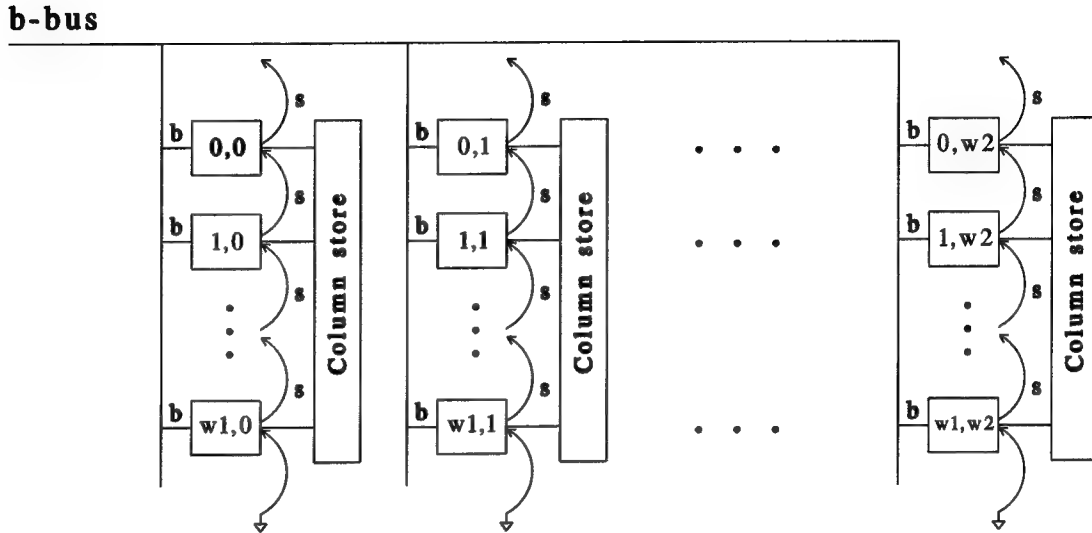 b-bus
s s s
b 0,0 b 0,1 b 0,w2
s s s
b 1,0 b 1,1 b 1,w2
s s s
Column store Column store Column store
s s s
b w1,0 b w1,1 b w1,w2